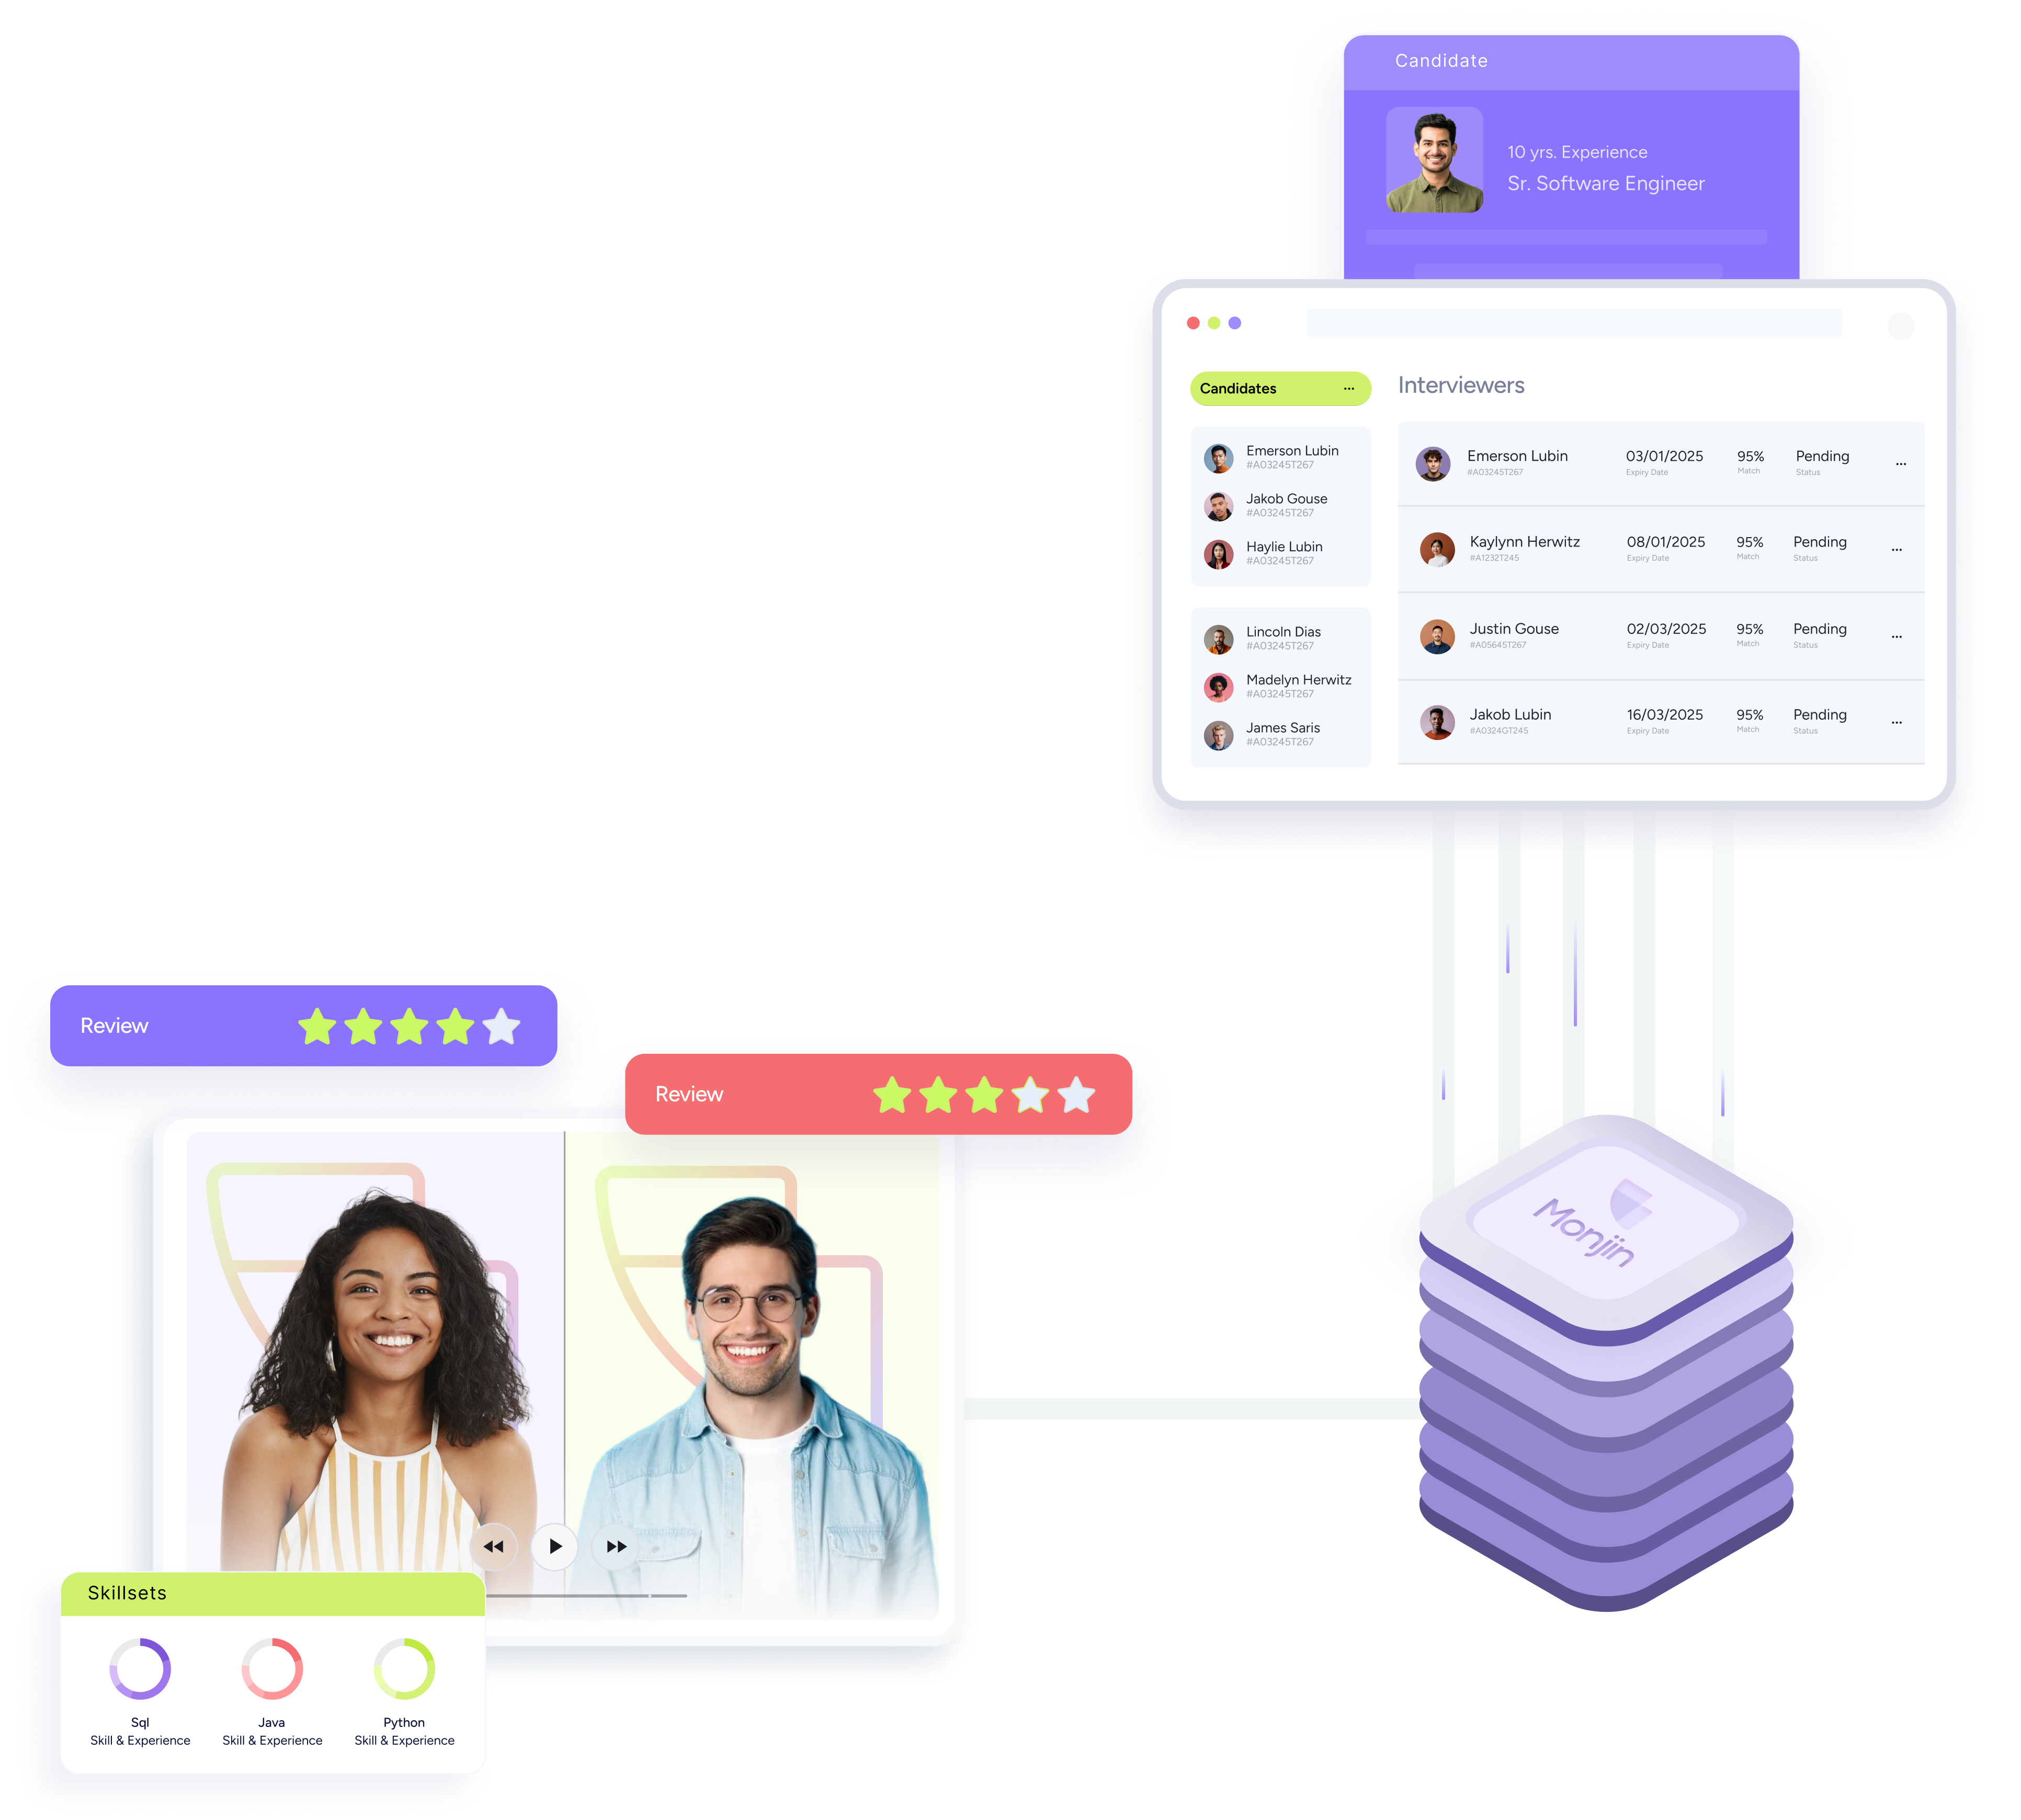 Candidate
10 yrs. Experience
Sr. Software Engineer
Candidates
Emerson Lubin
#A03245T267
Jakob Gouse
#A03245T267
Haylie Lubin
#A03245T267
Lincoln Dias
#A03245T267
Madelyn Herwitz
#A03245T267
James Saris
#A03245T267
Interviewers
Emerson Lubin 03/01/2025 95% Pending
#A03245T267 Expiry Date Match Status
Kaylynn Herwitz 08/01/2025 95% Pending
#A1232T245 Expiry Date Match Status
Justin Gouse 02/03/2025 95% Pending
#A05645T267 Expiry Date Match Status
Jakob Lubin 16/03/2025 95% Pending
#A0324GT245 Expiry Date Match Status
Review
Review
Monjin
Skillsets
Sql Java Python
Skill & Experience Skill & Experience Skill & Experience